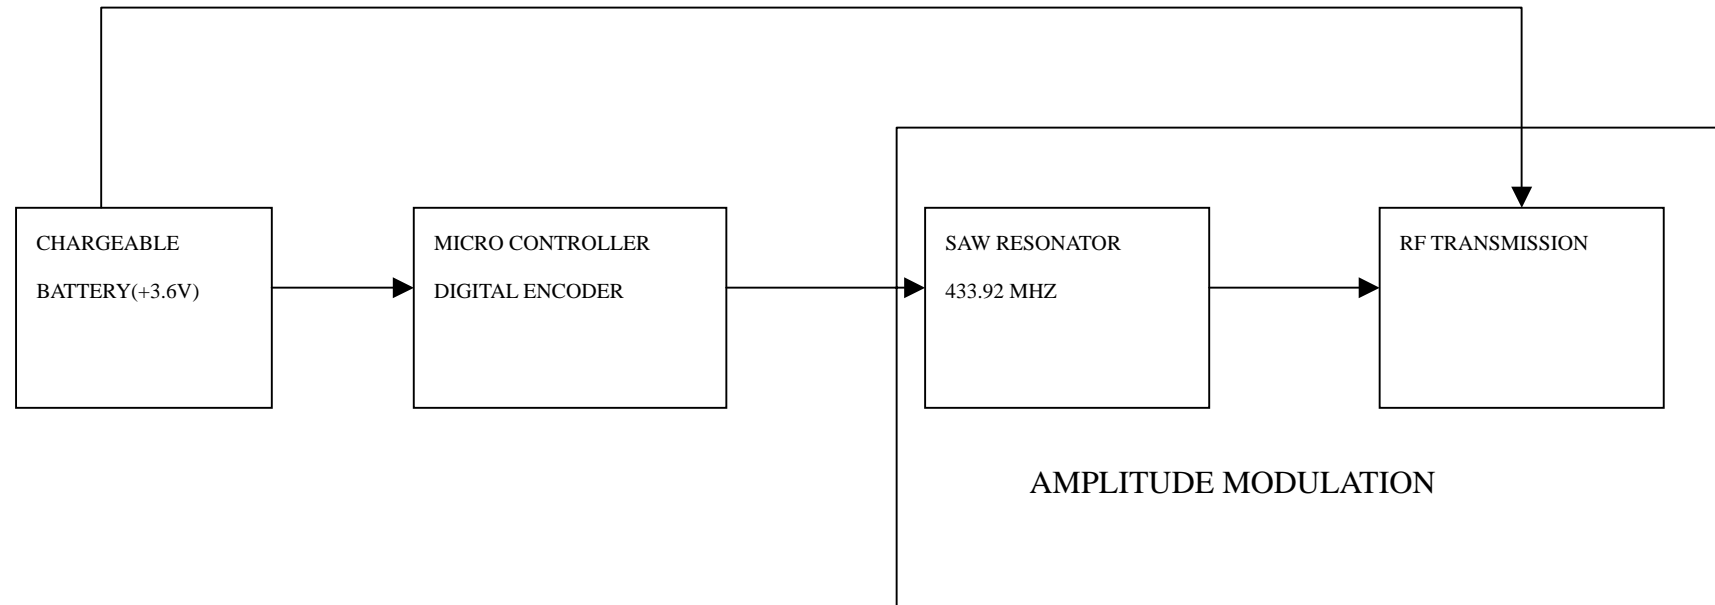 CHARGEABLE
BATTERY(+3.6V)
MICRO CONTROLLER
DIGITAL ENCODER
SAW RESONATOR
433.92 MHZ
RF TRANSMISSION
AMPLITUDE MODULATION